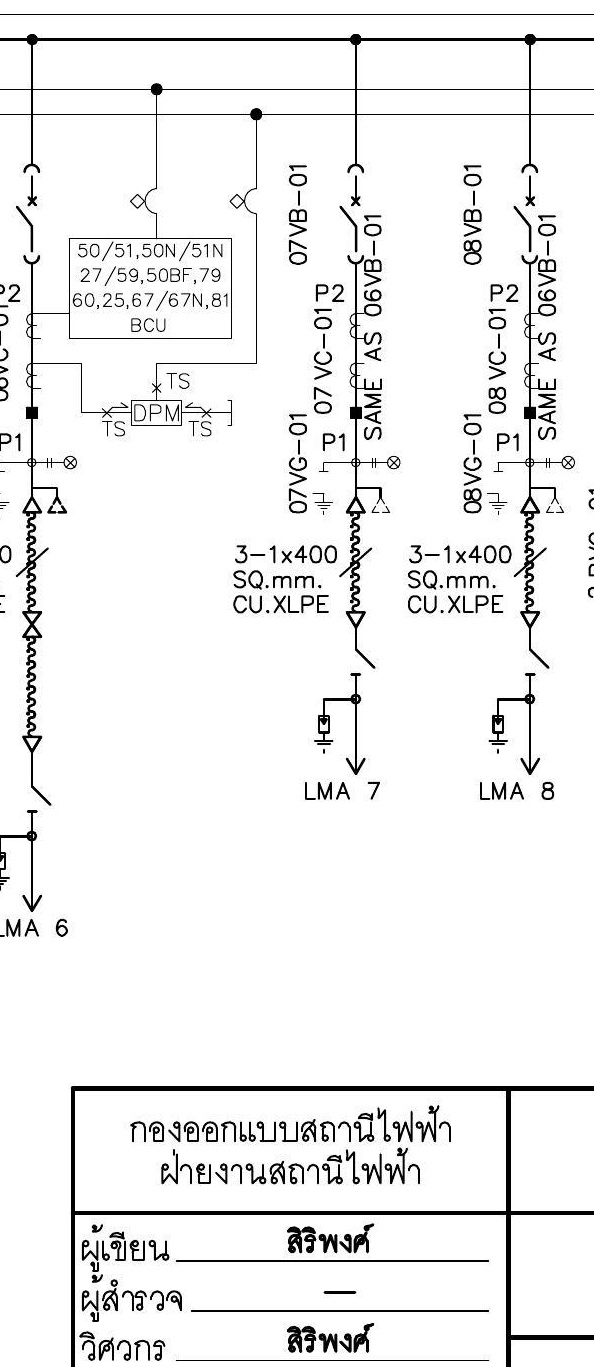 07VB-01
08VB-01
50/51,50N/51N
27/59,50BF,79
60,25,67/67N,81
BCU
P2
P2
07 VC-01
SAME AS 06VB-01
08 VC-01
SAME AS 06VB-01
TS
DPM
TS
TS
P1
P1
P1
07VG-01
08VG-01
3-1x400
SQ.mm.
CU.XLPE
3-1x400
SQ.mm.
CU.XLPE
LMA 7
LMA 8
LMA 6
กองออกแบบสถานีไฟฟ้า
ฝ่ายงานสถานีไฟฟ้า
ผู้เขียน สิริพงศ์
ผู้สำรวจ —
วิศวกร สิริพงศ์